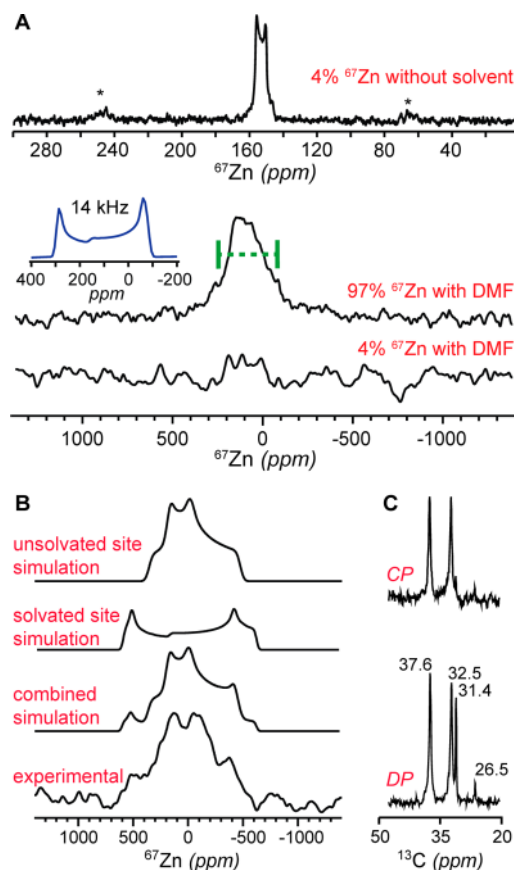 A
* *
4% ⁶⁷Zn without solvent
280 240 200 160 120 80 40
⁶⁷Zn (ppm)
14 kHz
400 200 0 -200
ppm
97% ⁶⁷Zn with DMF
4% ⁶⁷Zn with DMF
1000 500 0 -500 -1000
⁶⁷Zn (ppm)
B
unsolvated site
simulation
solvated site
simulation
combined
simulation
experimental
1000 500 0 -500 -1000
⁶⁷Zn (ppm)
C
CP
37.6 32.5
31.4
26.5
DP
50 35 20
¹³C (ppm)